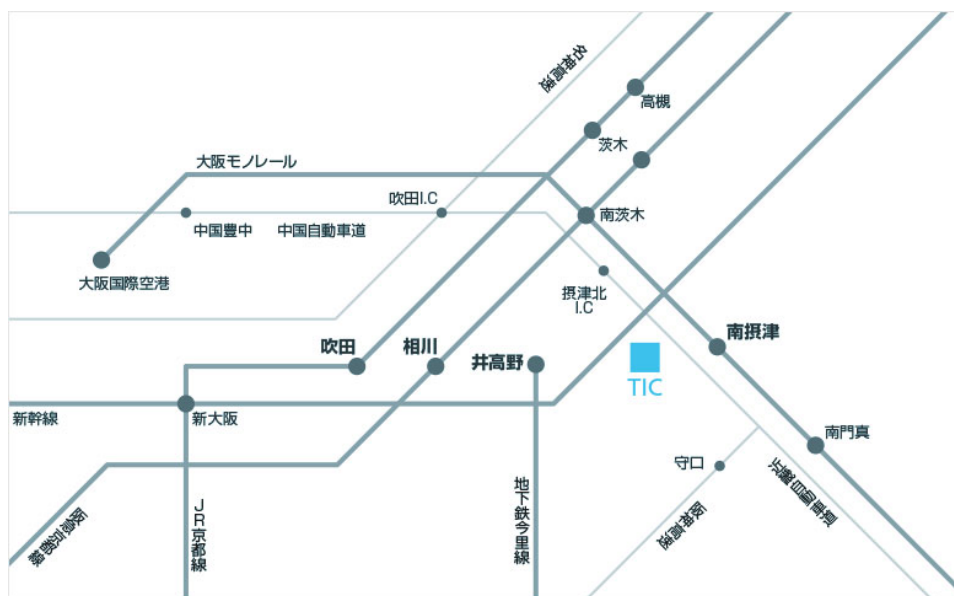 名神高速
高槻
茨木
大阪モノレール
吹田I.C
南茨木
中国豊中
中国自動車道
大阪国際空港
摂津北
I.C
吹田
相川
井高野
南摂津
TIC
新幹線
新大阪
南門真
守口
近畿自動車道
阪神高速
阪急京都線
JR京都線
地下鉄今里線